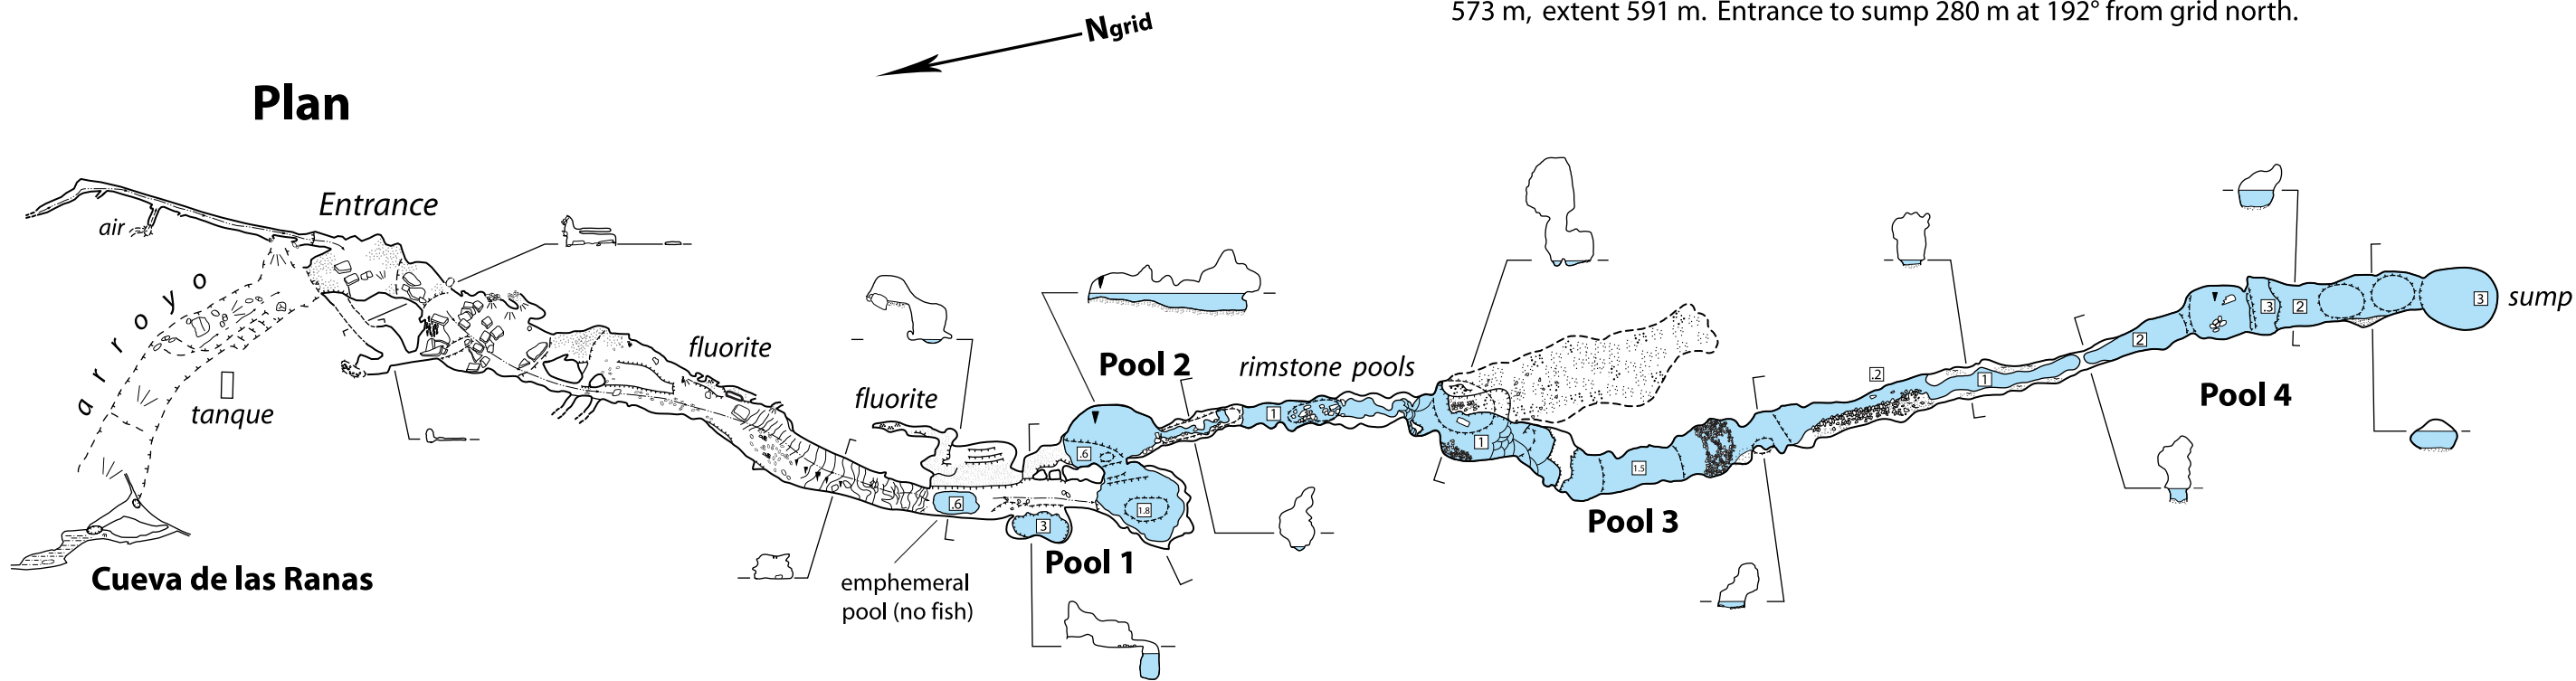 573 m, extent 591 m. Entrance to sump 280 m at 192° from grid north.
Ngrid
Plan
Entrance
air
arroyo
tanque
fluorite
fluorite
Pool 2
rimstone pools
.2
1
2
.3
2
3
sump
Pool 4
1
.6
1
1.5
.6
3
1.8
Pool 3
Pool 1
Cueva de las Ranas
emphemeral
pool (no fish)